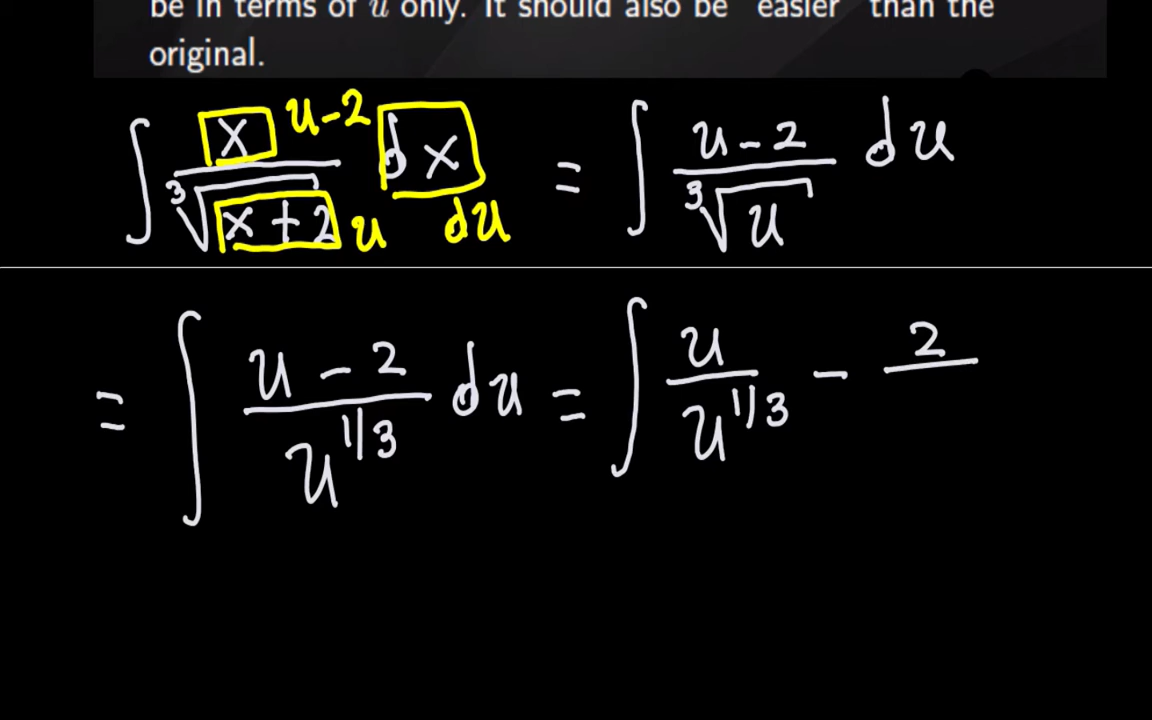 be in terms of u only. It should also be "easier" than the
original.
∫ x / ∛(x + 2) dx = ∫ (u - 2) / ∛u du
u - 2
u
du
= ∫ (u - 2) / u^(1/3) du = ∫ u / u^(1/3) - 2 /